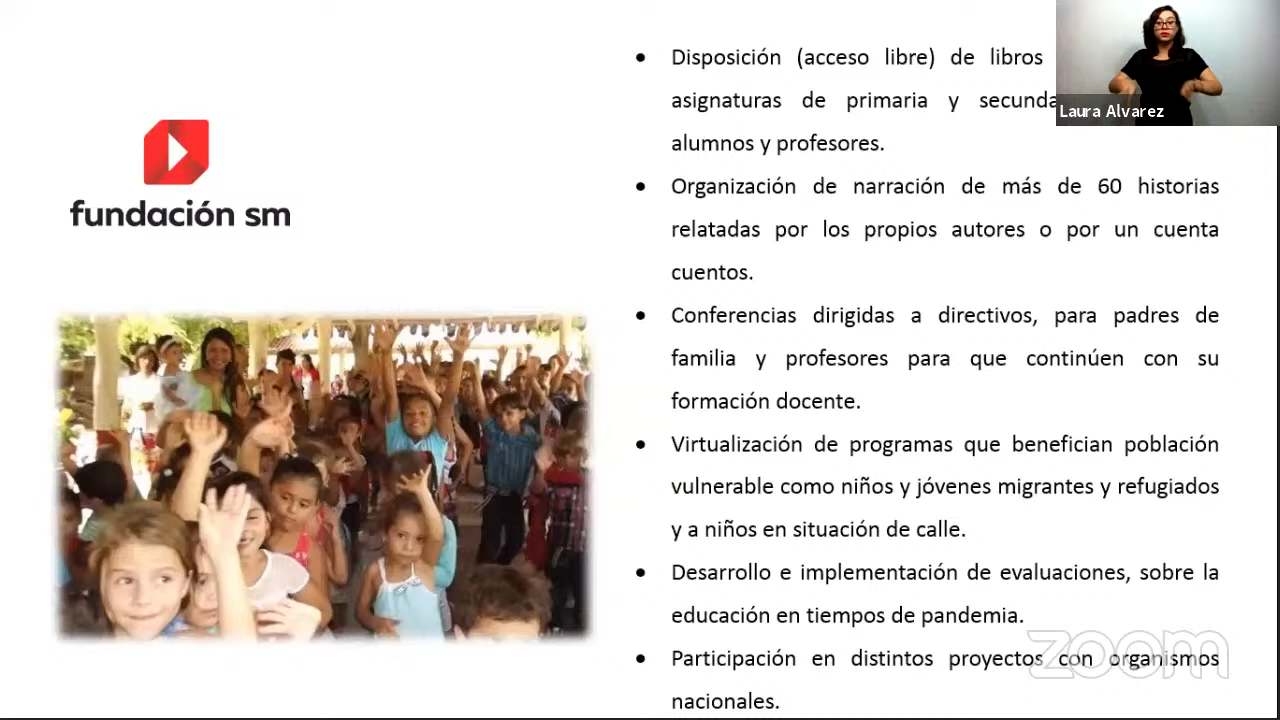 fundación sm
• Disposición (acceso libre) de libros
asignaturas de primaria y
alumnos y profesores.
• Organización de narración de más de 60 historias
relatadas por los propios autores o por un cuenta
cuentos.
• Conferencias dirigidas a directivos, para padres de
familia y profesores para que continúen con su
formación docente.
• Virtualización de programas que benefician población
vulnerable como niños y jóvenes migrantes y refugiados
y a niños en situación de calle.
• Desarrollo e implementación de evaluaciones, sobre la
educación en tiempos de pandemia.
• Participación en distintos proyectos con organismos
nacionales.
Laura Alvarez
zoom